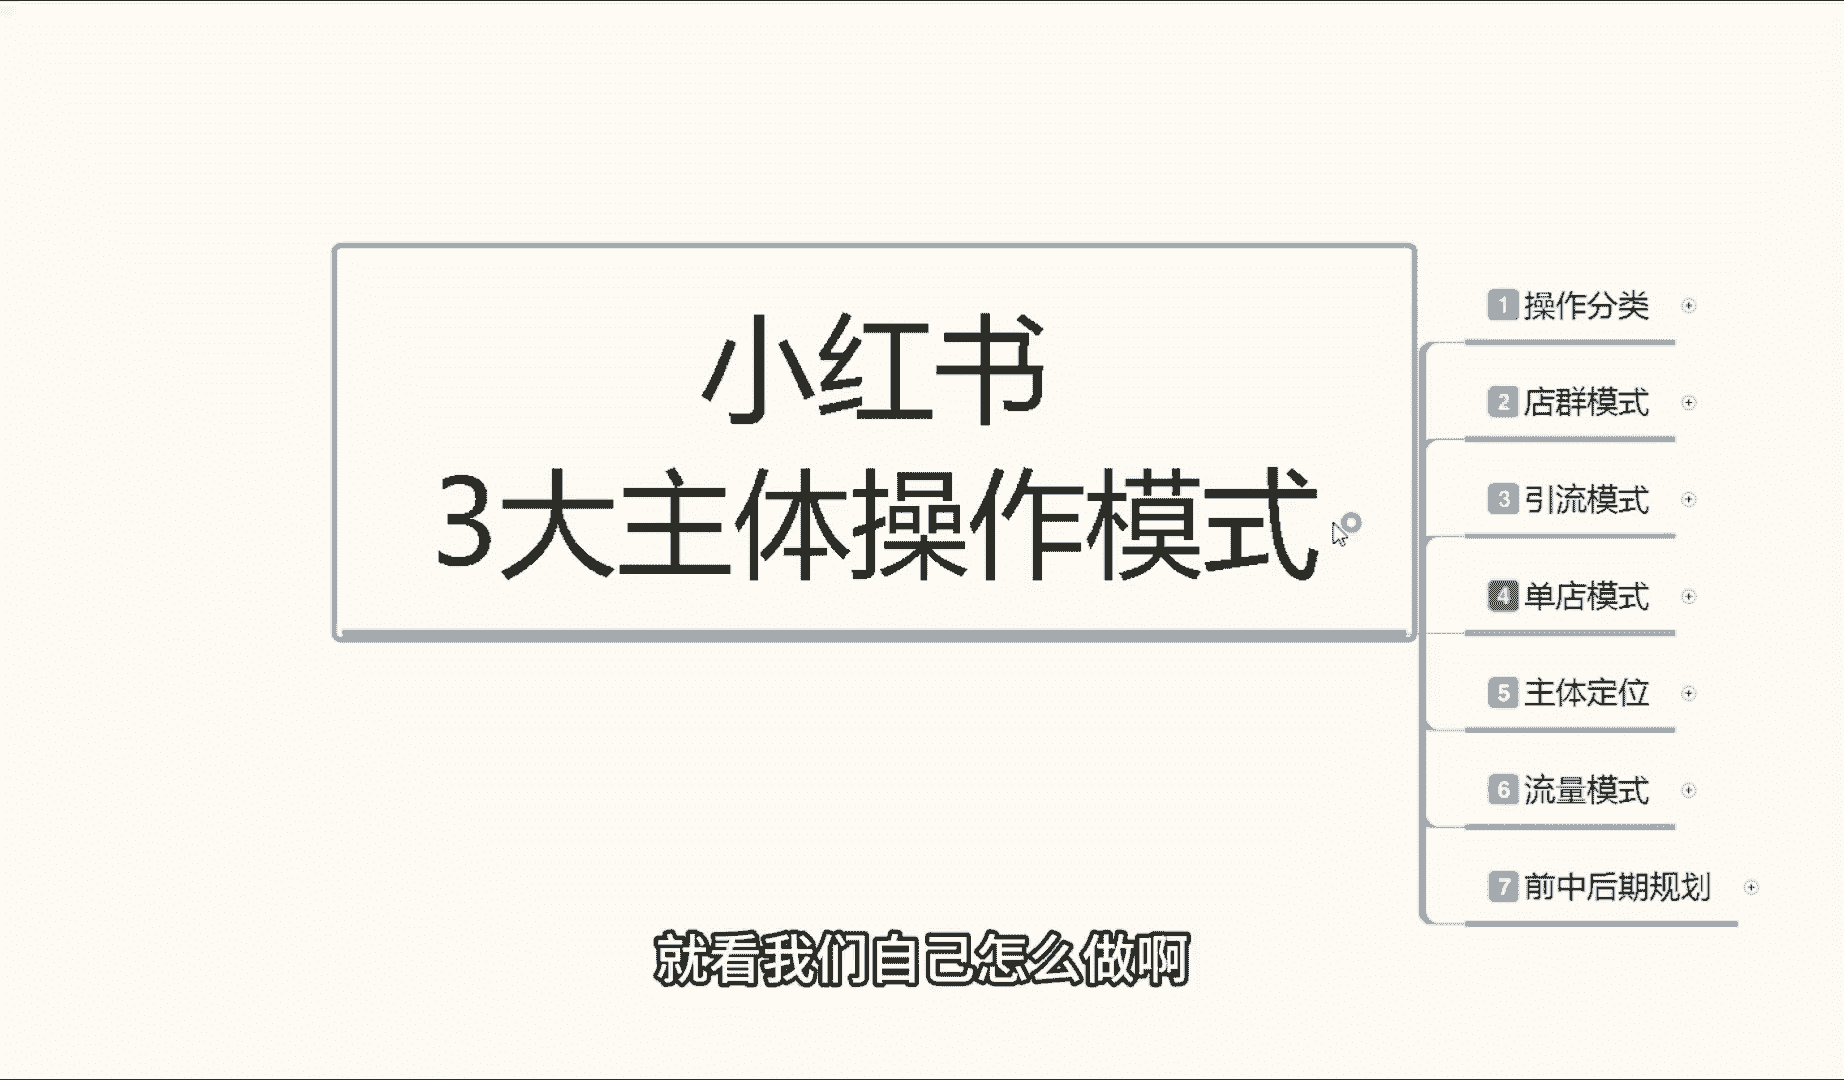 小红书
3大主体操作模式
1 操作分类
2 店群模式
3 引流模式
4 单店模式
5 主体定位
6 流量模式
7 前中后期规划
就看我们自己怎么做啊